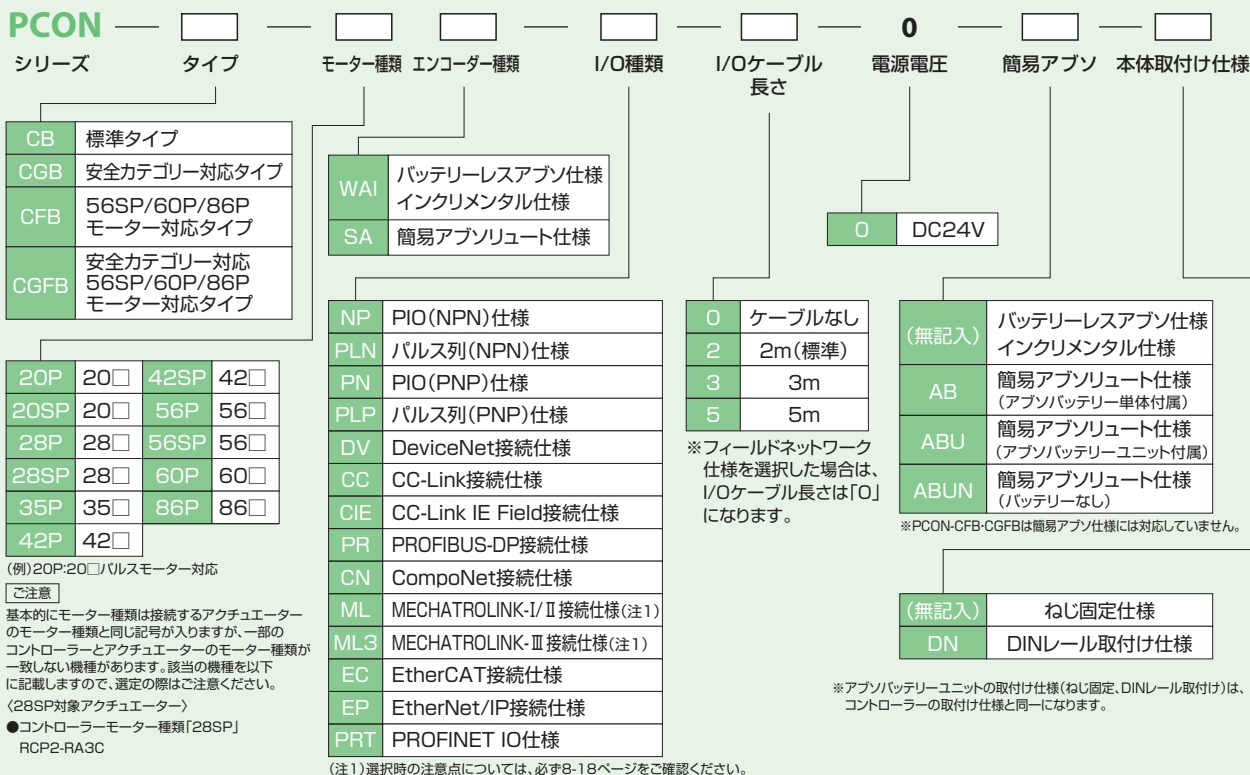 PCON — □ — □ □ — □ — □ — 0 — □ — □
シリーズ タイプ モーター種類 エンコーダー種類 I/O種類 I/Oケーブル 電源電圧 簡易アブソ 本体取付け仕様
長さ
CB 標準タイプ
CGB 安全カテゴリー対応タイプ
CFB 56SP/60P/86P
モーター対応タイプ
CGFB 安全カテゴリー対応
56SP/60P/86P
モーター対応タイプ
20P 20□ 42SP 42□
20SP 20□ 56P 56□
28P 28□ 56SP 56□
28SP 28□ 60P 60□
35P 35□ 86P 86□
42P 42□
(例)20P:20□パルスモーター対応
ご注意
基本的にモーター種類は接続するアクチュエーター
のモーター種類と同じ記号が入りますが、一部の
コントローラーとアクチュエーターのモーター種類が
一致しない機種があります。該当の機種を以下
に記載しますので、選定の際はご注意ください。
〈28SP対象アクチュエーター〉
●コントローラーモーター種類「28SP」
RCP2-RA3C
WAI バッテリーレスアブソ仕様
インクリメンタル仕様
SA 簡易アブソリュート仕様
NP PIO(NPN)仕様
PLN パルス列(NPN)仕様
PN PIO(PNP)仕様
PLP パルス列(PNP)仕様
DV DeviceNet接続仕様
CC CC-Link接続仕様
CIE CC-Link IE Field接続仕様
PR PROFIBUS-DP接続仕様
CN CompoNet接続仕様
ML MECHATROLINK-Ⅰ/Ⅱ接続仕様(注1)
ML3 MECHATROLINK-Ⅲ接続仕様(注1)
EC EtherCAT接続仕様
EP EtherNet/IP接続仕様
PRT PROFINET IO仕様
(注1)選択時の注意点については、必ず8-18ページをご確認ください。
0 ケーブルなし
2 2m(標準)
3 3m
5 5m
※フィールドネットワーク
仕様を選択した場合は、
I/Oケーブル長さは「0」
になります。
0 DC24V
(無記入) バッテリーレスアブソ仕様
インクリメンタル仕様
AB 簡易アブソリュート仕様
(アブソバッテリー単体付属)
ABU 簡易アブソリュート仕様
(アブソバッテリーユニット付属)
ABUN 簡易アブソリュート仕様
(バッテリーなし)
※PCON-CFB・CGFBは簡易アブソ仕様には対応していません。
(無記入) ねじ固定仕様
DN DINレール取付け仕様
※アブソバッテリーユニットの取付け仕様(ねじ固定、DINレール取付け)は、
コントローラーの取付け仕様と同一になります。